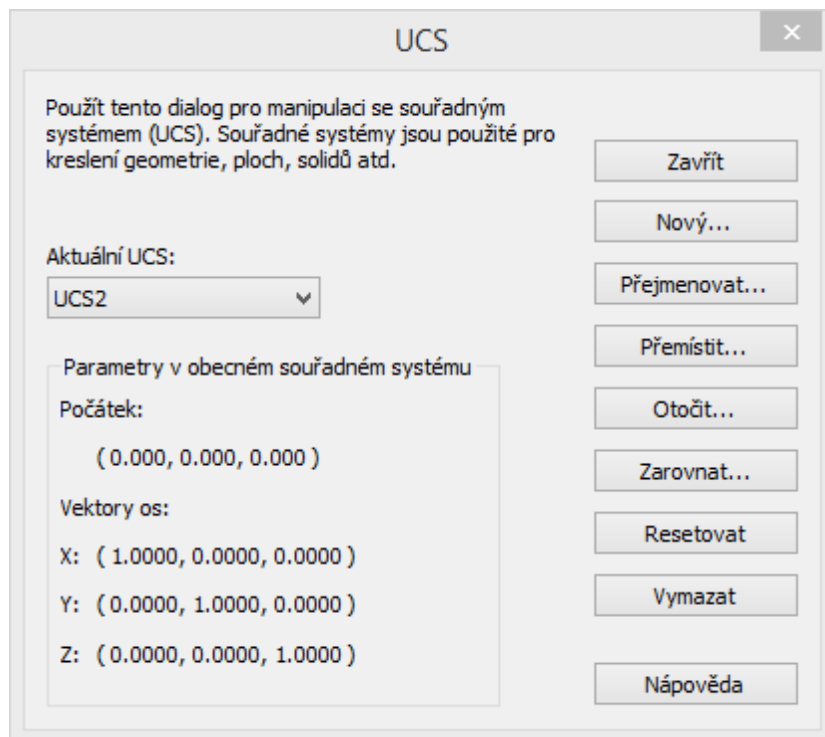 UCS
Použít tento dialog pro manipulaci se souřadným
systémem (UCS). Souřadné systémy jsou použité pro
kreslení geometrie, ploch, solidů atd.
Aktuální UCS:
UCS2
Parametry v obecném souřadném systému
Počátek:
( 0.000, 0.000, 0.000 )
Vektory os:
X: ( 1.0000, 0.0000, 0.0000 )
Y: ( 0.0000, 1.0000, 0.0000 )
Z: ( 0.0000, 0.0000, 1.0000 )
Zavřít
Nový...
Přejmenovat...
Přemístit...
Otočit...
Zarovnat...
Resetovat
Vymazat
Nápověda